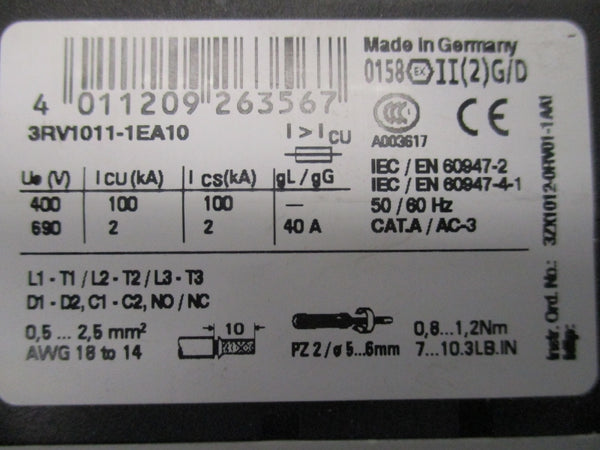 Made in Germany
0158 Ex II(2)G/D
4 011209 263567
3RV1011-1EA10
I > I CU
CCC
A003617
CE
Ue (V) I CU (kA) I CS (kA) gL / gG
400 100 100 —
690 2 2 40 A
IEC / EN 60947-2
IEC / EN 60947-4-1
50 / 60 Hz
CAT.A / AC-3
L1 - T1 / L2 - T2 / L3 - T3
D1 - D2, C1 - C2, NO / NC
0,5 ... 2,5 mm²
AWG 18 to 14
10
PZ 2 / ø 5...6mm
0,8...1,2Nm
7...10.3LB.IN
Instr. Ord. No.: 3ZX1012-0RV01-1AA1